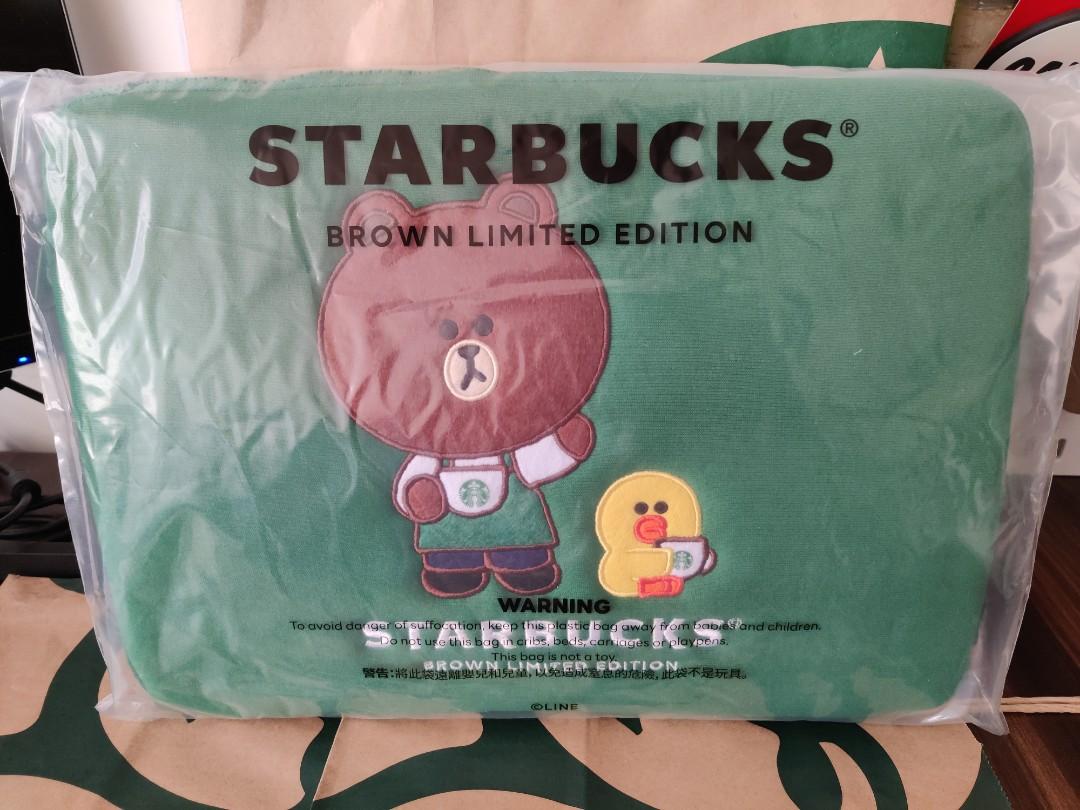 STARBUCKS®
BROWN LIMITED EDITION
WARNING
To avoid danger of suffocation, keep this plastic bag away from babies and children.
STARBUCKS®
Do not use this bag in cribs, beds, carriages or playpens.
This bag is not a toy.
BROWN LIMITED EDITION
警告:將此袋遠離嬰兒和兒童,以免造成窒息的危險,此袋不是玩具。
©LINE